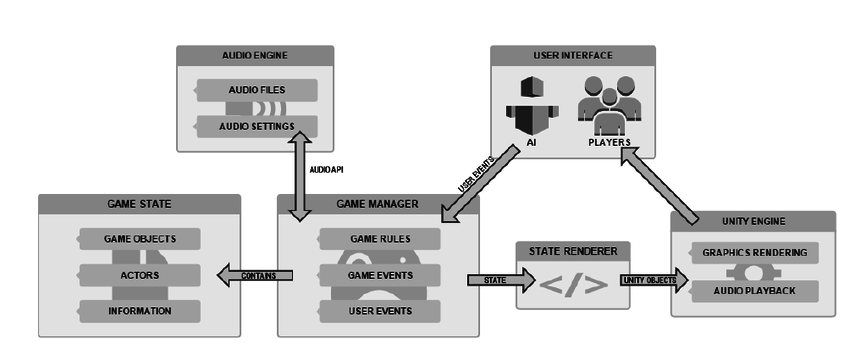 AUDIO ENGINE
AUDIO FILES
AUDIO SETTINGS
USER INTERFACE
AI
PLAYERS
AUDIO API
USER EVENTS
GAME STATE
GAME OBJECTS
ACTORS
INFORMATION
CONTAINS
GAME MANAGER
GAME RULES
GAME EVENTS
USER EVENTS
STATE
STATE RENDERER
</>
UNITY OBJECTS
UNITY ENGINE
GRAPHICS RENDERING
AUDIO PLAYBACK